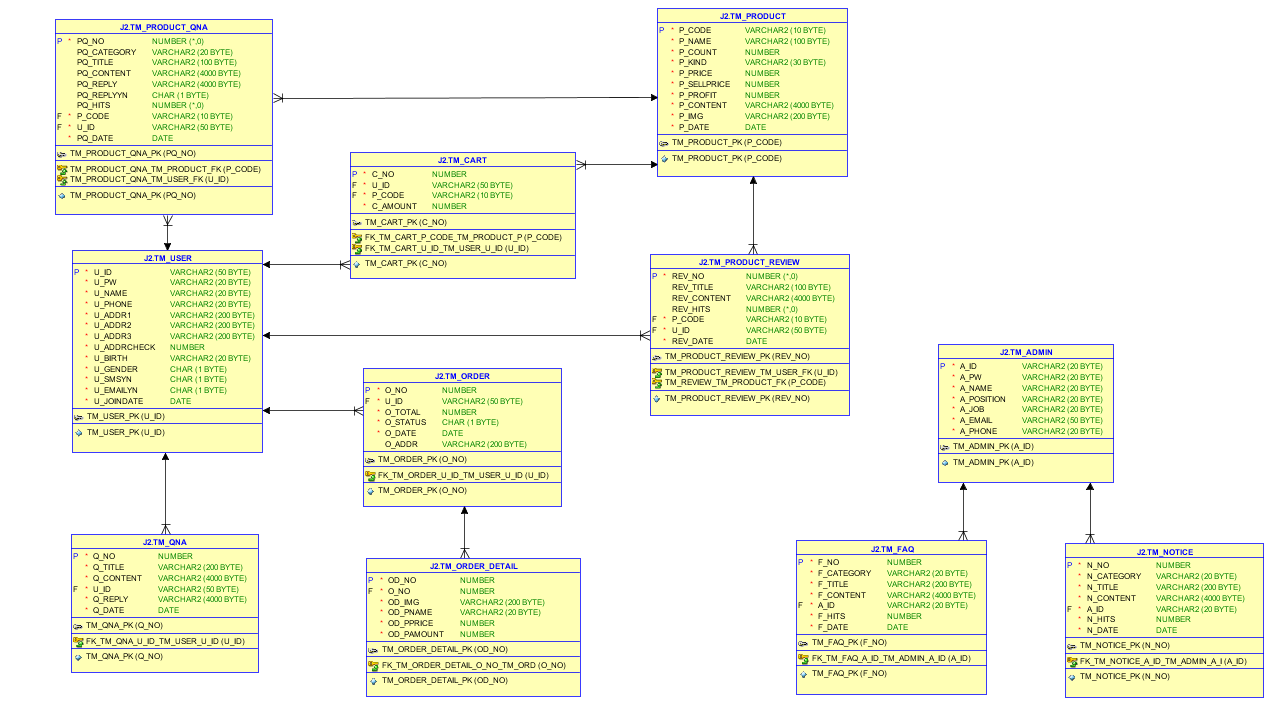 J2.TM_PRODUCT_QNA
P * PQ_NO NUMBER (*,0)
PQ_CATEGORY VARCHAR2 (20 BYTE)
PQ_TITLE VARCHAR2 (100 BYTE)
PQ_CONTENT VARCHAR2 (4000 BYTE)
PQ_REPLY VARCHAR2 (4000 BYTE)
PQ_REPLYYN CHAR (1 BYTE)
PQ_HITS NUMBER (*,0)
F * P_CODE VARCHAR2 (10 BYTE)
F * U_ID VARCHAR2 (50 BYTE)
* PQ_DATE DATE
TM_PRODUCT_QNA_PK (PQ_NO)
TM_PRODUCT_QNA_TM_PRODUCT_FK (P_CODE)
TM_PRODUCT_QNA_TM_USER_FK (U_ID)
TM_PRODUCT_QNA_PK (PQ_NO)
J2.TM_PRODUCT
P * P_CODE VARCHAR2 (10 BYTE)
* P_NAME VARCHAR2 (100 BYTE)
* P_COUNT NUMBER
* P_KIND VARCHAR2 (30 BYTE)
* P_PRICE NUMBER
* P_SELLPRICE NUMBER
* P_PROFIT NUMBER
* P_CONTENT VARCHAR2 (4000 BYTE)
* P_IMG VARCHAR2 (200 BYTE)
* P_DATE DATE
TM_PRODUCT_PK (P_CODE)
TM_PRODUCT_PK (P_CODE)
J2.TM_CART
P * C_NO NUMBER
F * U_ID VARCHAR2 (50 BYTE)
F * P_CODE VARCHAR2 (10 BYTE)
* C_AMOUNT NUMBER
TM_CART_PK (C_NO)
FK_TM_CART_P_CODE_TM_PRODUCT_P (P_CODE)
FK_TM_CART_U_ID_TM_USER_U_ID (U_ID)
TM_CART_PK (C_NO)
J2.TM_USER
P * U_ID VARCHAR2 (50 BYTE)
* U_PW VARCHAR2 (20 BYTE)
* U_NAME VARCHAR2 (20 BYTE)
* U_PHONE VARCHAR2 (20 BYTE)
* U_ADDR1 VARCHAR2 (200 BYTE)
* U_ADDR2 VARCHAR2 (200 BYTE)
* U_ADDR3 VARCHAR2 (200 BYTE)
* U_ADDRCHECK NUMBER
* U_BIRTH VARCHAR2 (20 BYTE)
* U_GENDER CHAR (1 BYTE)
* U_SMSYN CHAR (1 BYTE)
* U_EMAILYN CHAR (1 BYTE)
* U_JOINDATE DATE
TM_USER_PK (U_ID)
TM_USER_PK (U_ID)
J2.TM_PRODUCT_REVIEW
P * REV_NO NUMBER (*,0)
REV_TITLE VARCHAR2 (100 BYTE)
REV_CONTENT VARCHAR2 (4000 BYTE)
REV_HITS NUMBER (*,0)
F * P_CODE VARCHAR2 (10 BYTE)
F * U_ID VARCHAR2 (50 BYTE)
* REV_DATE DATE
TM_PRODUCT_REVIEW_PK (REV_NO)
TM_PRODUCT_REVIEW_TM_USER_FK (U_ID)
TM_REVIEW_TM_PRODUCT_FK (P_CODE)
TM_PRODUCT_REVIEW_PK (REV_NO)
J2.TM_ORDER
P * O_NO NUMBER
F * U_ID VARCHAR2 (50 BYTE)
* O_TOTAL NUMBER
* O_STATUS CHAR (1 BYTE)
* O_DATE DATE
O_ADDR VARCHAR2 (200 BYTE)
TM_ORDER_PK (O_NO)
FK_TM_ORDER_U_ID_TM_USER_U_ID (U_ID)
TM_ORDER_PK (O_NO)
J2.TM_ADMIN
P * A_ID VARCHAR2 (20 BYTE)
* A_PW VARCHAR2 (20 BYTE)
* A_NAME VARCHAR2 (20 BYTE)
* A_POSITION VARCHAR2 (20 BYTE)
* A_JOB VARCHAR2 (20 BYTE)
* A_EMAIL VARCHAR2 (50 BYTE)
* A_PHONE VARCHAR2 (20 BYTE)
TM_ADMIN_PK (A_ID)
TM_ADMIN_PK (A_ID)
J2.TM_QNA
P * Q_NO NUMBER
* Q_TITLE VARCHAR2 (200 BYTE)
* Q_CONTENT VARCHAR2 (4000 BYTE)
F * U_ID VARCHAR2 (50 BYTE)
* Q_REPLY VARCHAR2 (4000 BYTE)
* Q_DATE DATE
TM_QNA_PK (Q_NO)
FK_TM_QNA_U_ID_TM_USER_U_ID (U_ID)
TM_QNA_PK (Q_NO)
J2.TM_ORDER_DETAIL
P * OD_NO NUMBER
F * O_NO NUMBER
* OD_IMG VARCHAR2 (200 BYTE)
* OD_PNAME VARCHAR2 (20 BYTE)
* OD_PPRICE NUMBER
* OD_PAMOUNT NUMBER
TM_ORDER_DETAIL_PK (OD_NO)
FK_TM_ORDER_DETAIL_O_NO_TM_ORD (O_NO)
TM_ORDER_DETAIL_PK (OD_NO)
J2.TM_FAQ
P * F_NO NUMBER
* F_CATEGORY VARCHAR2 (20 BYTE)
* F_TITLE VARCHAR2 (200 BYTE)
* F_CONTENT VARCHAR2 (4000 BYTE)
F * A_ID VARCHAR2 (20 BYTE)
* F_HITS NUMBER
* F_DATE DATE
TM_FAQ_PK (F_NO)
FK_TM_FAQ_A_ID_TM_ADMIN_A_ID (A_ID)
TM_FAQ_PK (F_NO)
J2.TM_NOTICE
P * N_NO NUMBER
* N_CATEGORY VARCHAR2 (20 BYTE)
* N_TITLE VARCHAR2 (200 BYTE)
* N_CONTENT VARCHAR2 (4000 BYTE)
F * A_ID VARCHAR2 (20 BYTE)
* N_HITS NUMBER
* N_DATE DATE
TM_NOTICE_PK (N_NO)
FK_TM_NOTICE_A_ID_TM_ADMIN_A_I (A_ID)
TM_NOTICE_PK (N_NO)